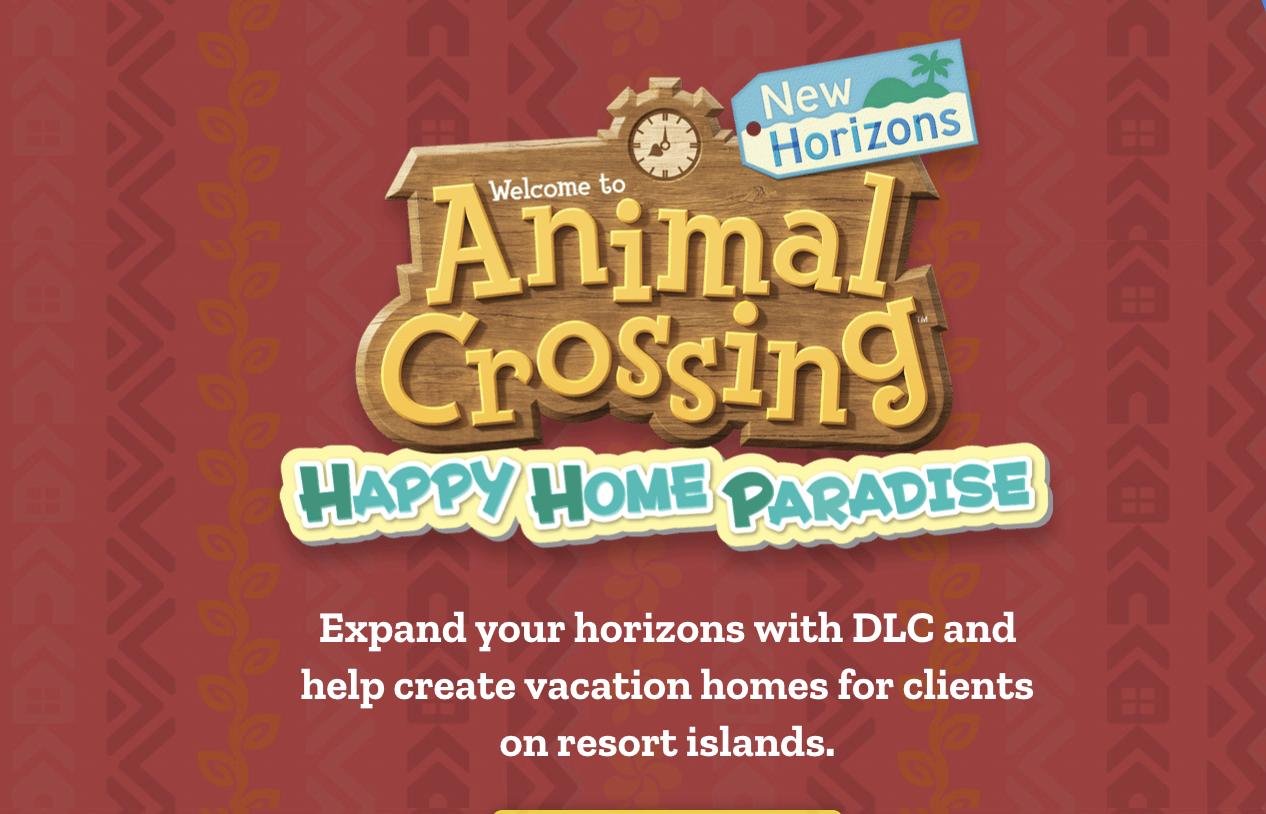 New
Horizons
Welcome to
Animal
Crossing™
HAPPY HOME PARADISE
Expand your horizons with DLC and
help create vacation homes for clients
on resort islands.